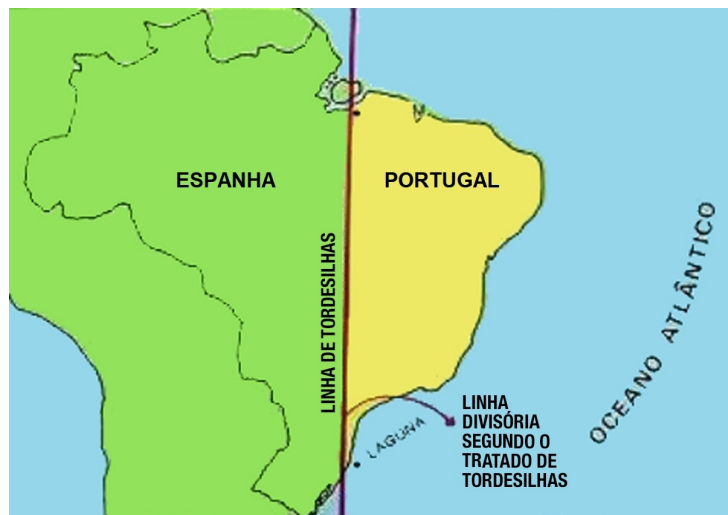 ESPANHA
PORTUGAL
LINHA DE TORDESILHAS
OCEANO ATLÂNTICO
LAGUNA
LINHA
DIVISÓRIA
SEGUNDO O
TRATADO DE
TORDESILHAS